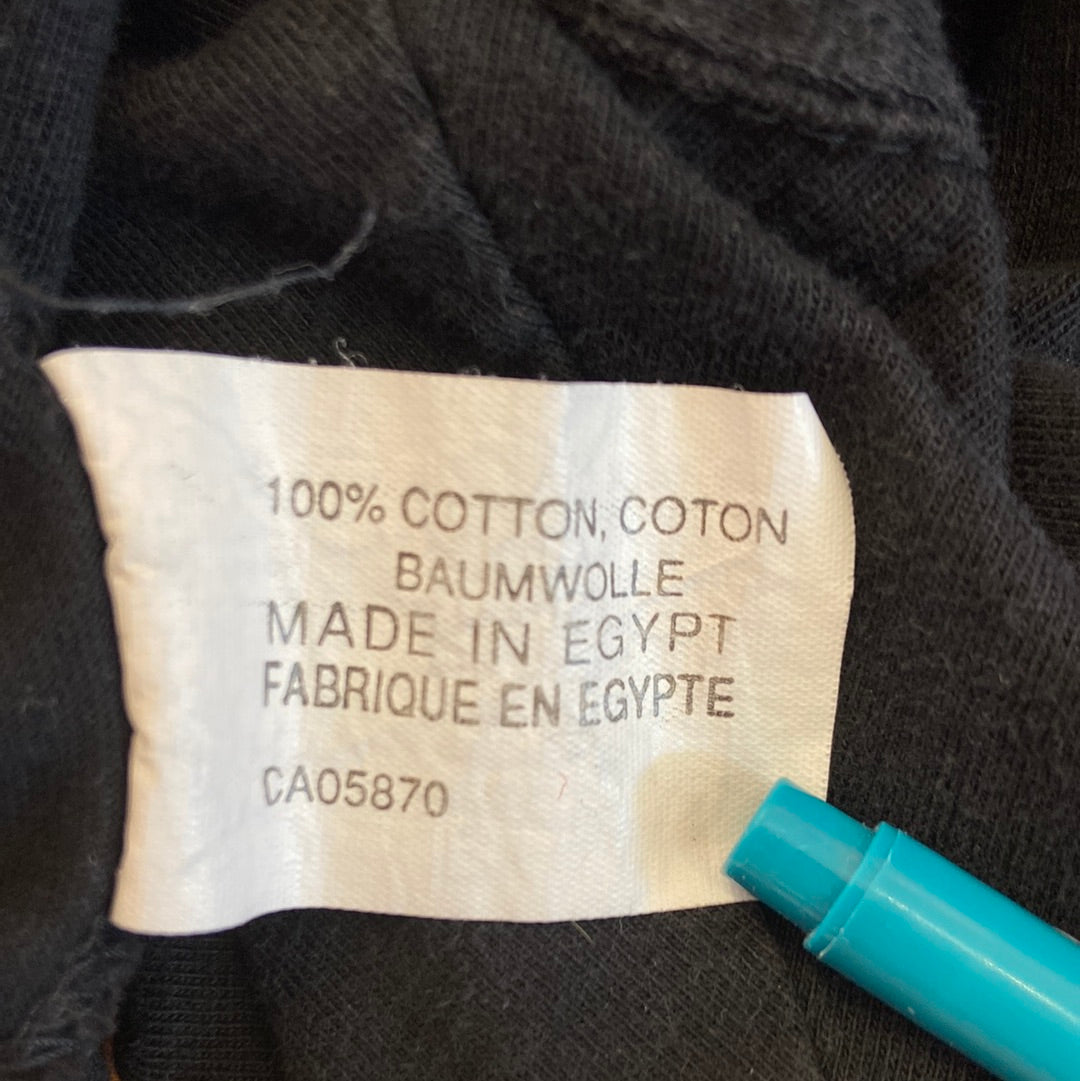 100% COTTON, COTON
BAUMWOLLE
MADE IN EGYPT
FABRIQUE EN EGYPTE
CA05870